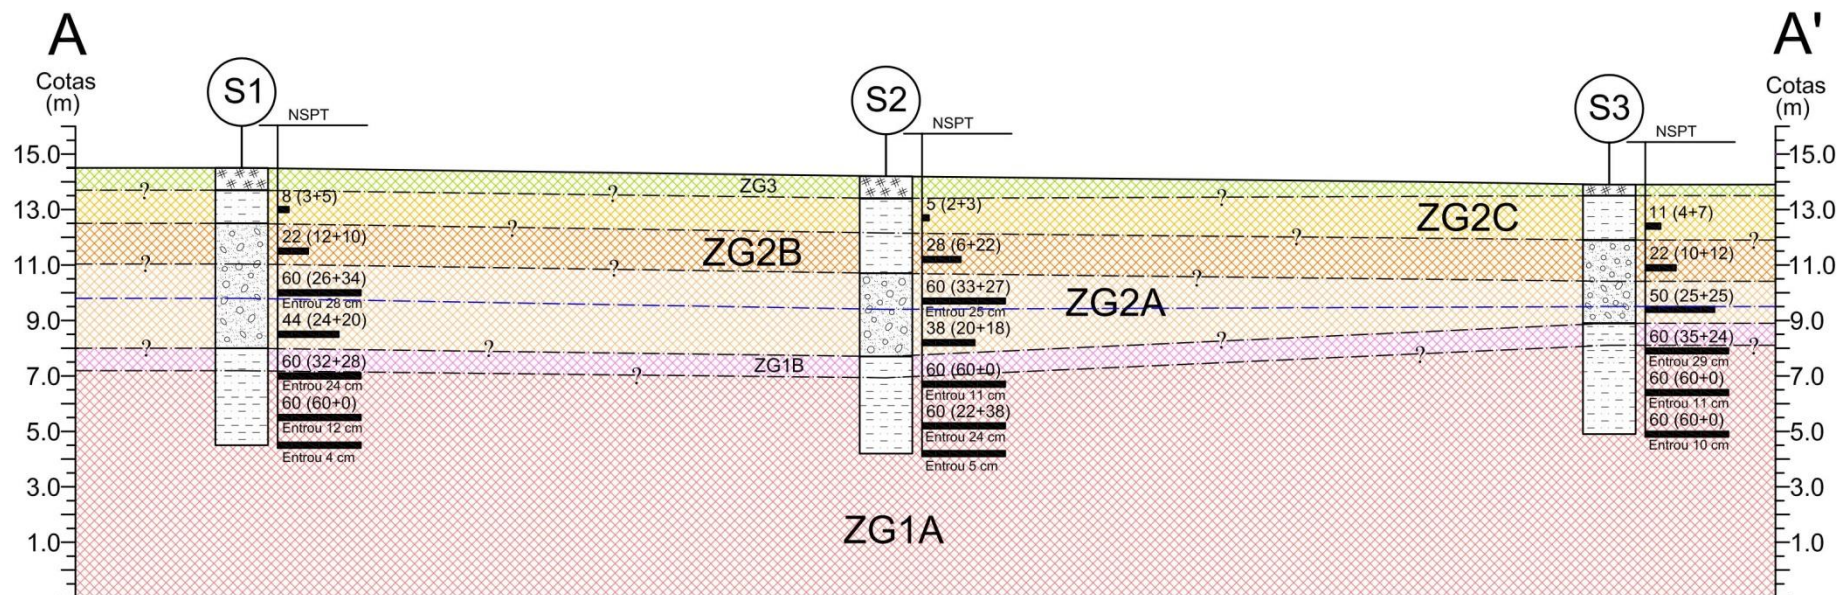 A
A'
Cotas
(m)
Cotas
(m)
S1
S2
S3
NSPT
NSPT
NSPT
15.0
13.0
11.0
9.0
7.0
5.0
3.0
1.0
?
?
?
8 (3+5)
22 (12+10)
60 (26+34)
Entrou 28 cm
44 (24+20)
60 (32+28)
Entrou 24 cm
60 (60+0)
Entrou 12 cm
Entrou 4 cm
?
?
?
?
?
ZG3
ZG2B
ZG1B
5 (2+3)
28 (6+22)
60 (33+27)
Entrou 25 cm
38 (20+18)
60 (60+0)
Entrou 11 cm
60 (22+38)
Entrou 24 cm
Entrou 5 cm
ZG2A
ZG1A
?
?
?
?
?
ZG2C
11 (4+7)
22 (10+12)
50 (25+25)
60 (35+24)
Entrou 29 cm
60 (60+0)
Entrou 11 cm
60 (60+0)
Entrou 10 cm
?
?
15.0
13.0
11.0
9.0
7.0
5.0
3.0
1.0